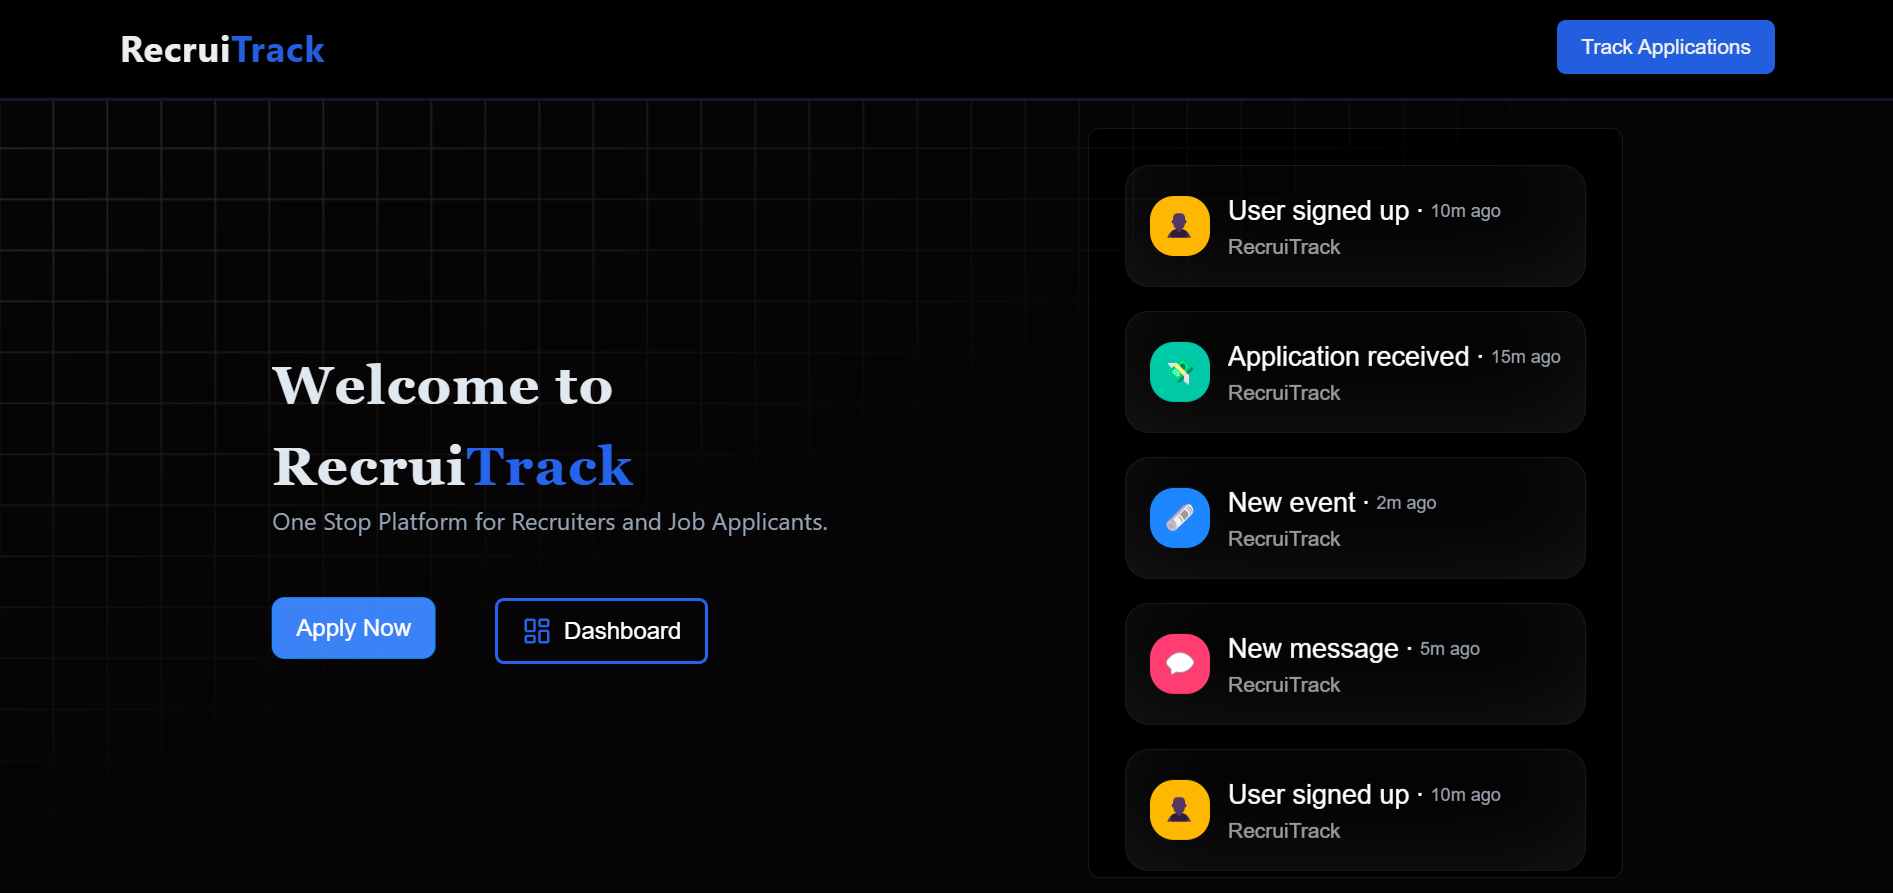 RecruiTrack
Track Applications
Welcome to
RecruiTrack
One Stop Platform for Recruiters and Job Applicants.
Apply Now
Dashboard
User signed up · 10m ago
RecruiTrack
Application received · 15m ago
RecruiTrack
New event · 2m ago
RecruiTrack
New message · 5m ago
RecruiTrack
User signed up · 10m ago
RecruiTrack